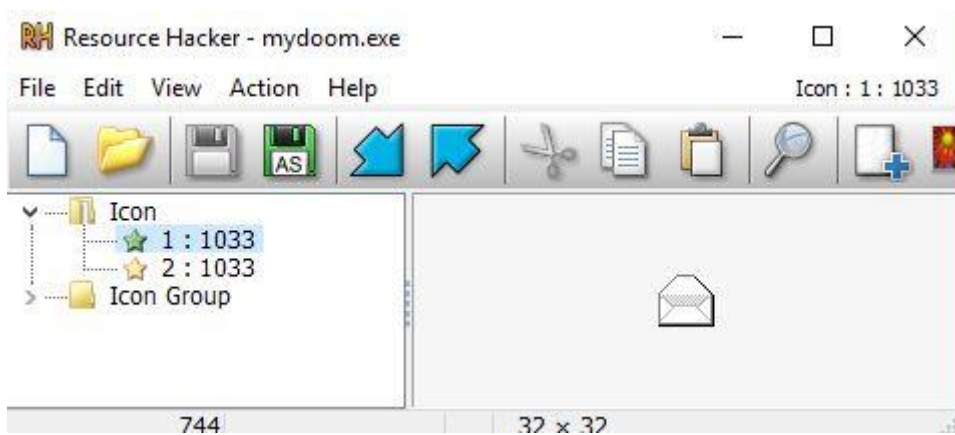 Resource Hacker - mydoom.exe
File Edit View Action Help Icon : 1 : 1033
AS
Icon
1 : 1033
2 : 1033
Icon Group
744 32 x 32